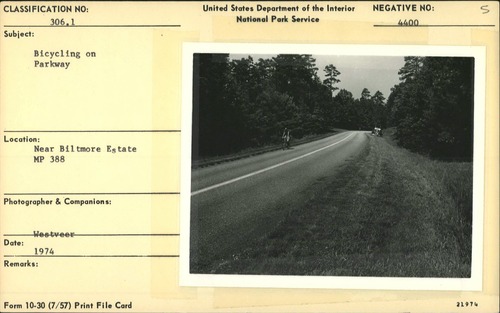 CLASSIFICATION NO:
306.1
United States Department of the Interior
National Park Service
NEGATIVE NO:
4400
S
Subject:
Bicycling on
Parkway
Location:
Near Biltmore Estate
MP 388
Photographer & Companions:
Westveer
Date:
1974
Remarks:
Form 10-30 (7/57) Print File Card
21974